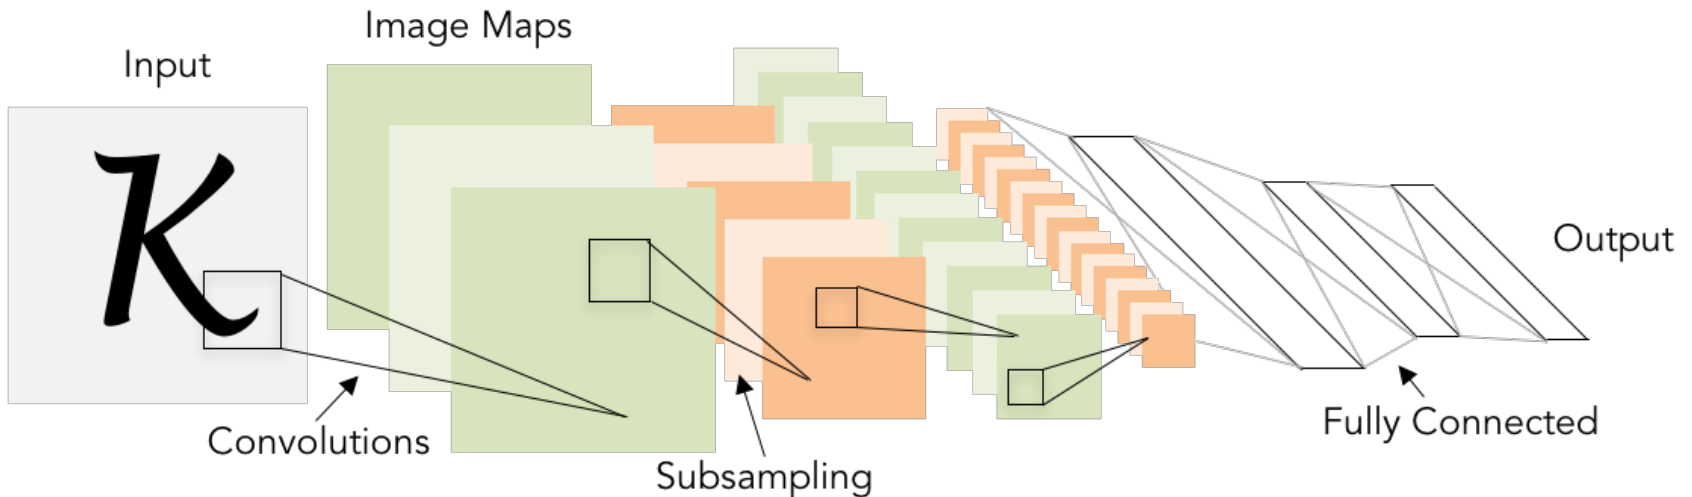 Image Maps
Input
K
Output
Convolutions
Subsampling
Fully Connected